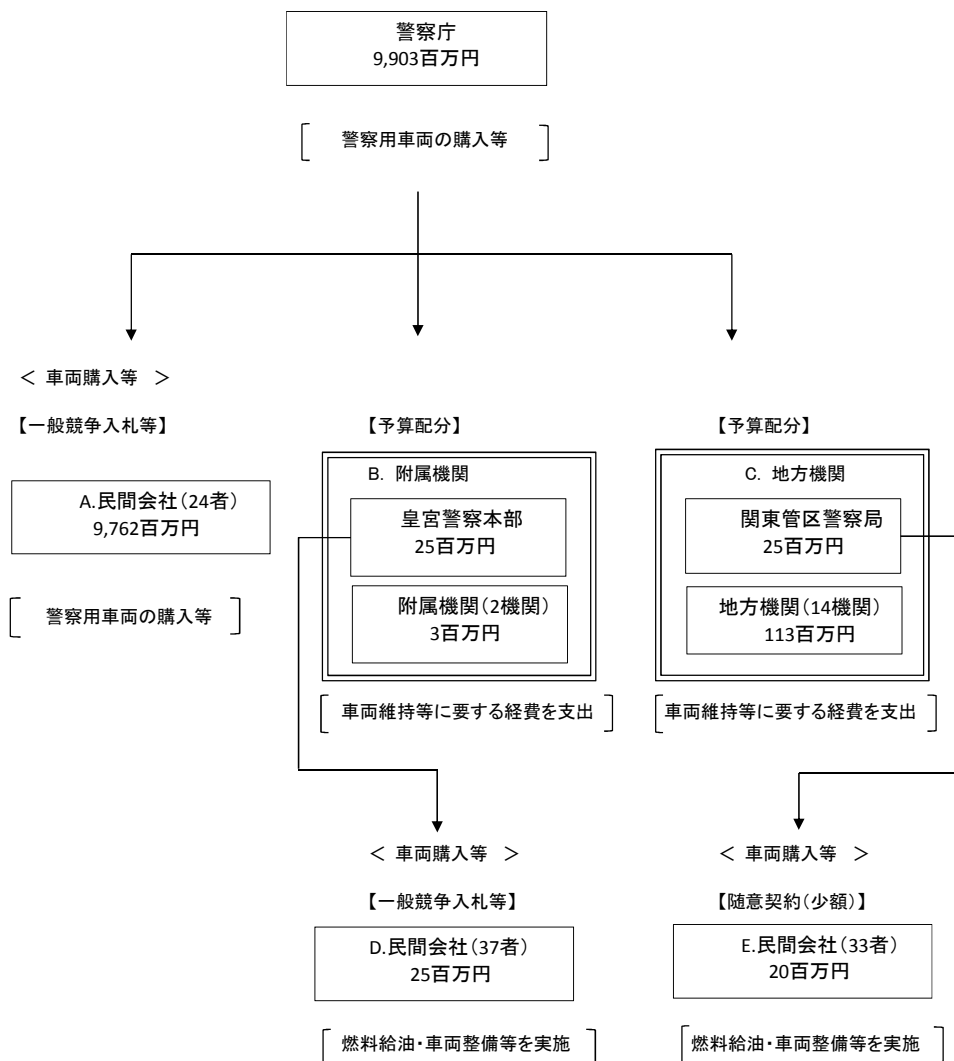 警察庁
9,903百万円
警察用車両の購入等
＜ 車両購入等 ＞
【一般競争入札等】
【予算配分】
【予算配分】
A.民間会社(24者)
9,762百万円
警察用車両の購入等
B. 附属機関
皇宮警察本部
25百万円
附属機関(2機関)
3百万円
車両維持等に要する経費を支出
C. 地方機関
関東管区警察局
25百万円
地方機関(14機関)
113百万円
車両維持等に要する経費を支出
＜ 車両購入等 ＞
【一般競争入札等】
D.民間会社(37者)
25百万円
燃料給油・車両整備等を実施
＜ 車両購入等 ＞
【随意契約(少額)】
E.民間会社(33者)
20百万円
燃料給油・車両整備等を実施